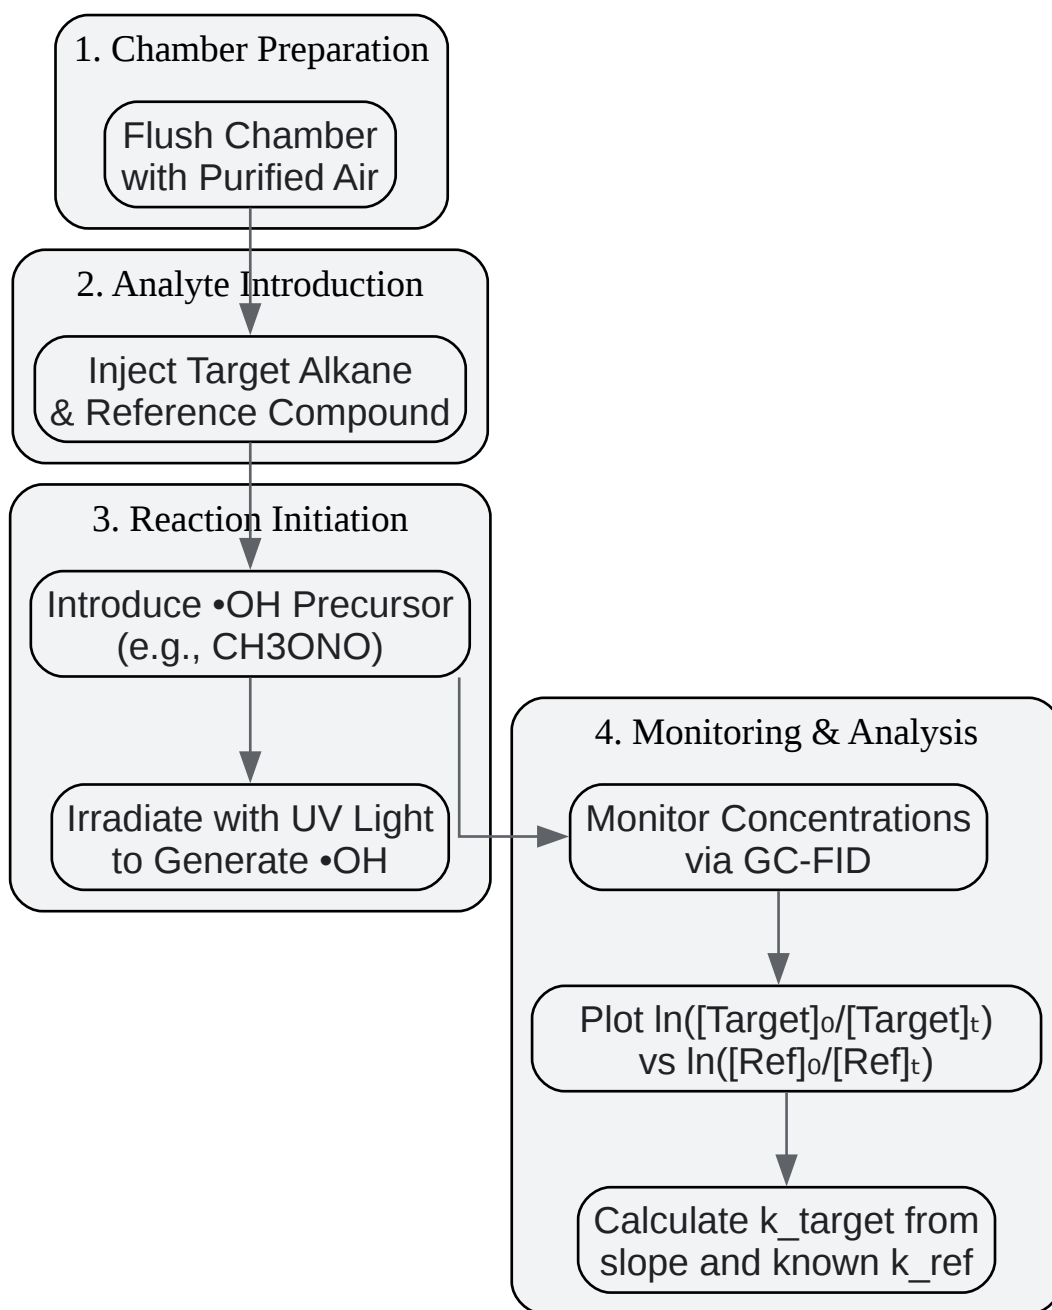 1. Chamber Preparation
Flush Chamber
with Purified Air
2. Analyte Introduction
Inject Target Alkane
& Reference Compound
3. Reaction Initiation
Introduce •OH Precursor
(e.g., CH3ONO)
Irradiate with UV Light
to Generate •OH
4. Monitoring & Analysis
Monitor Concentrations
via GC-FID
Plot ln([Target]₀/[Target]ₜ)
vs ln([Ref]₀/[Ref]ₜ)
Calculate k_target from
slope and known k_ref